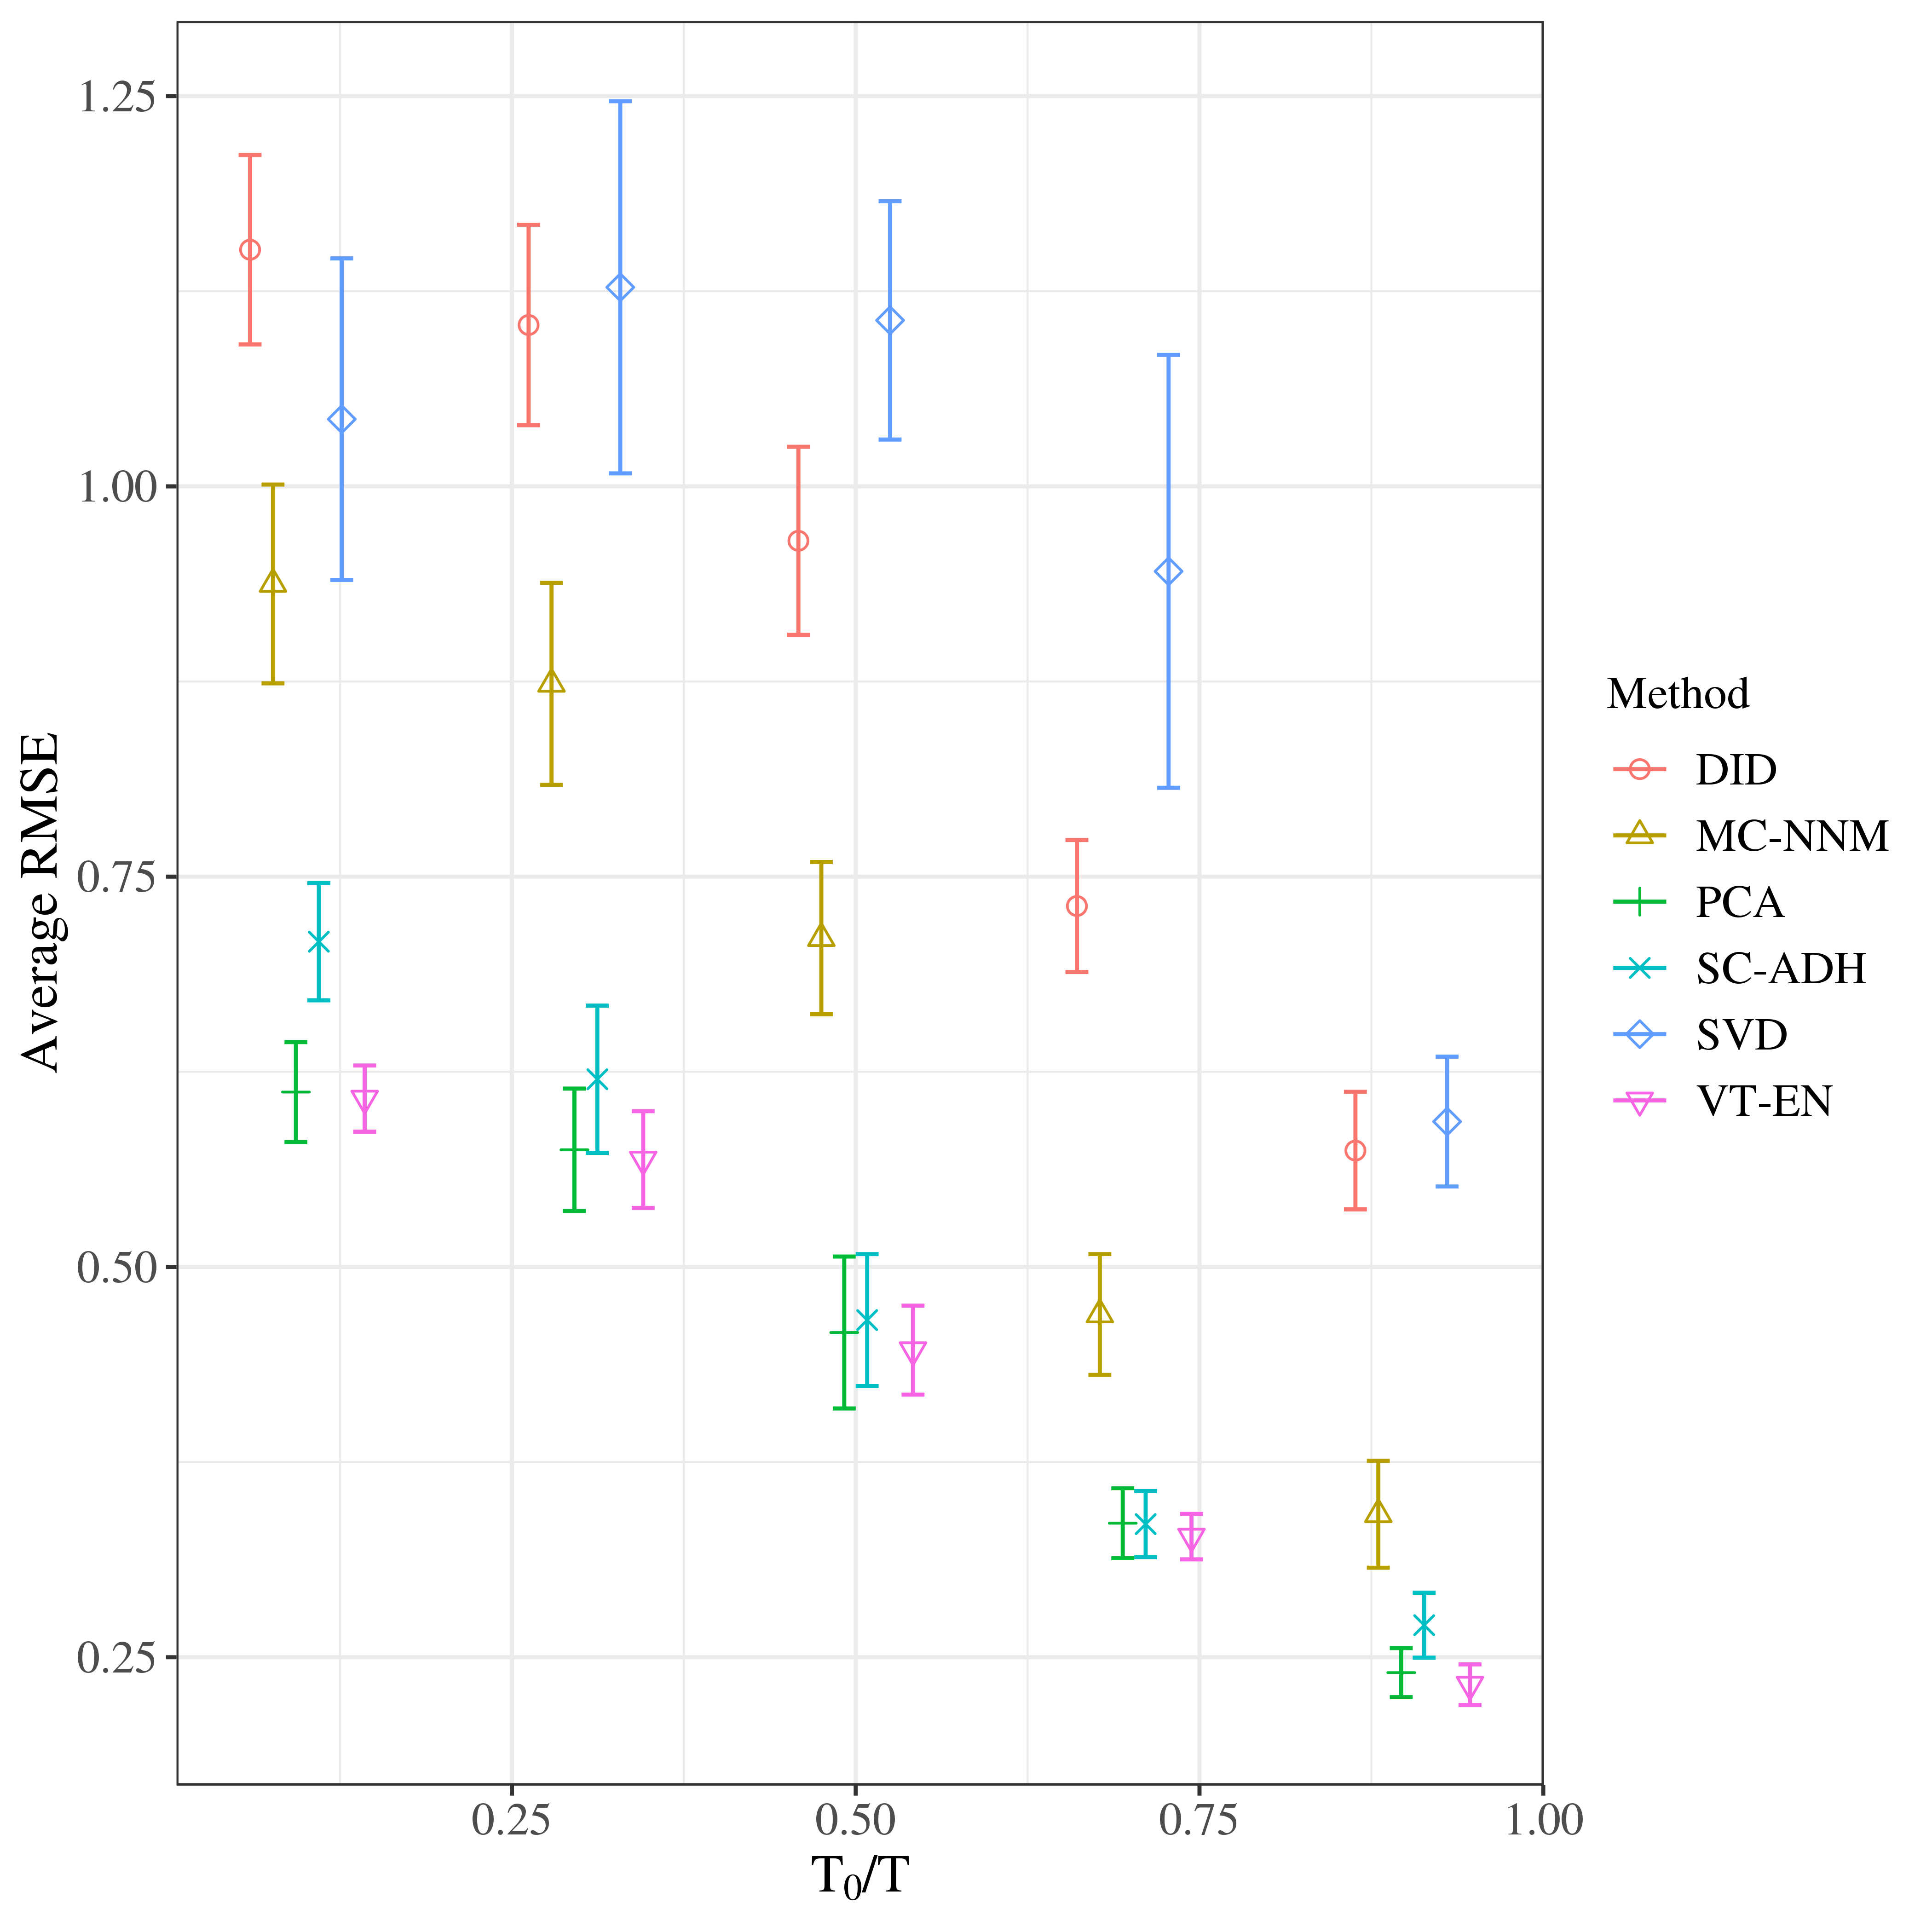 1.25
1.00
0.75
0.50
0.25
Average RMSE
0.25
0.50
0.75
1.00
T₀/T
Method
DID
MC-NNM
PCA
SC-ADH
SVD
VT-EN